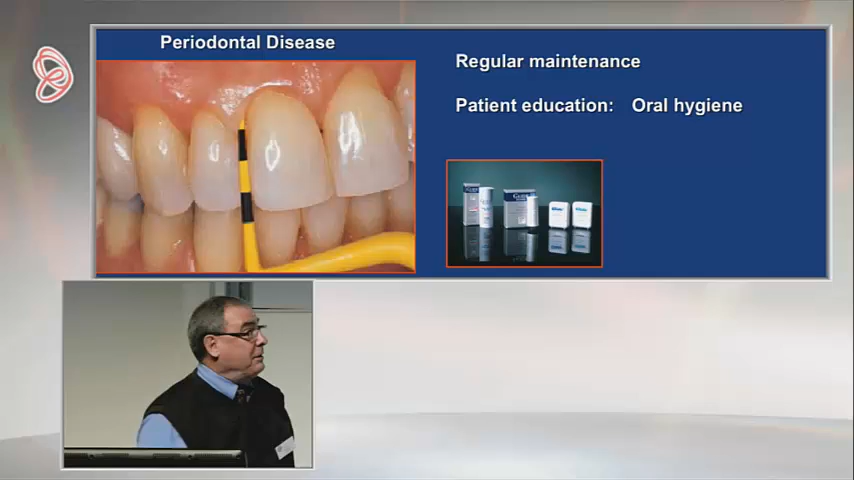 Periodontal Disease
Regular maintenance
Patient education: Oral hygiene